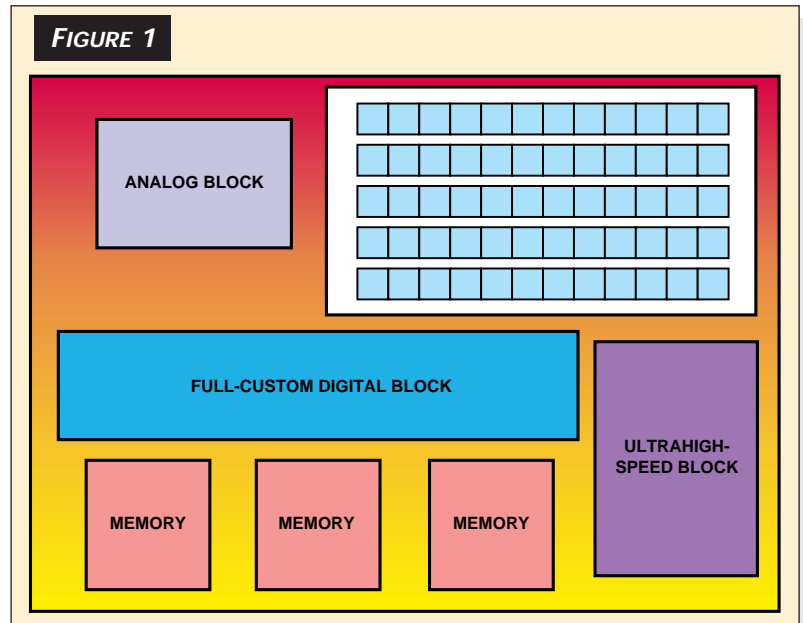 FIGURE 1
ANALOG BLOCK
FULL-CUSTOM DIGITAL BLOCK
ULTRAHIGH-
SPEED BLOCK
MEMORY
MEMORY
MEMORY